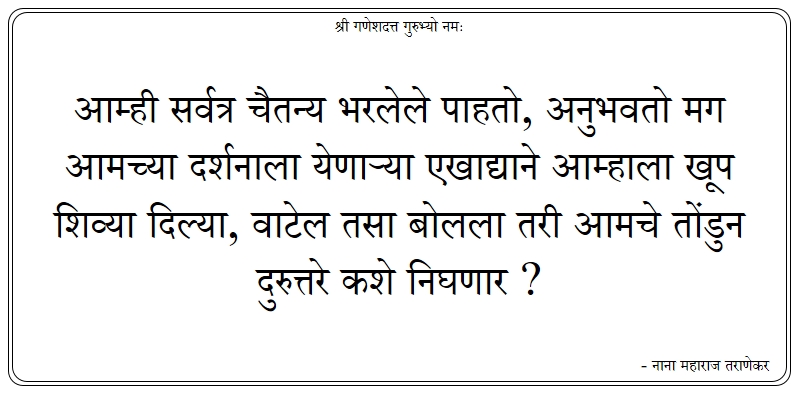 श्री गणेशदत्त गुरुभ्यो नमः
आम्ही सर्वत्र चैतन्य भरलेले पाहतो, अनुभवतो मग
आमच्या दर्शनाला येणाऱ्या एखाद्याने आम्हाला खूप
शिव्या दिल्या, वाटेल तसा बोलला तरी आमचे तोंडुन
दुरुत्तरे कशे निघणार ?
- नाना महाराज तराणेकर